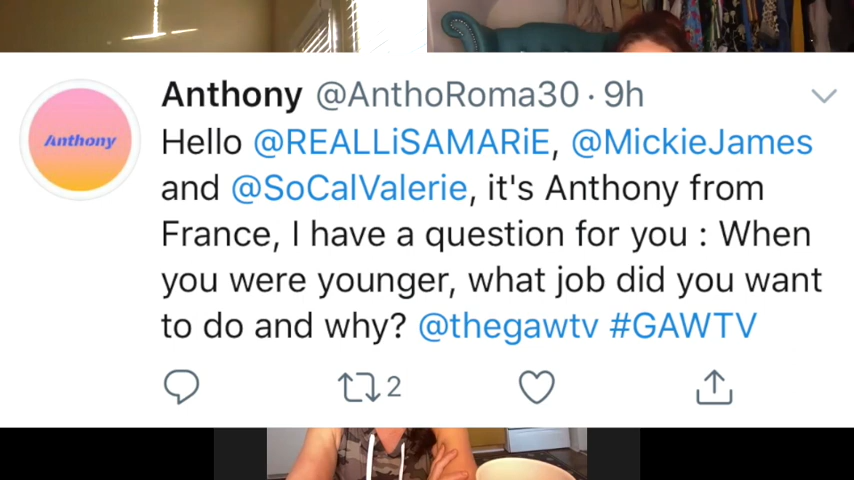 Anthony @AnthoRoma30 · 9h
Anthony
Hello @REALLiSAMARiE, @MickieJames
and @SoCalValerie, it's Anthony from
France, I have a question for you : When
you were younger, what job did you want
to do and why? @thegawtv #GAWTV
2